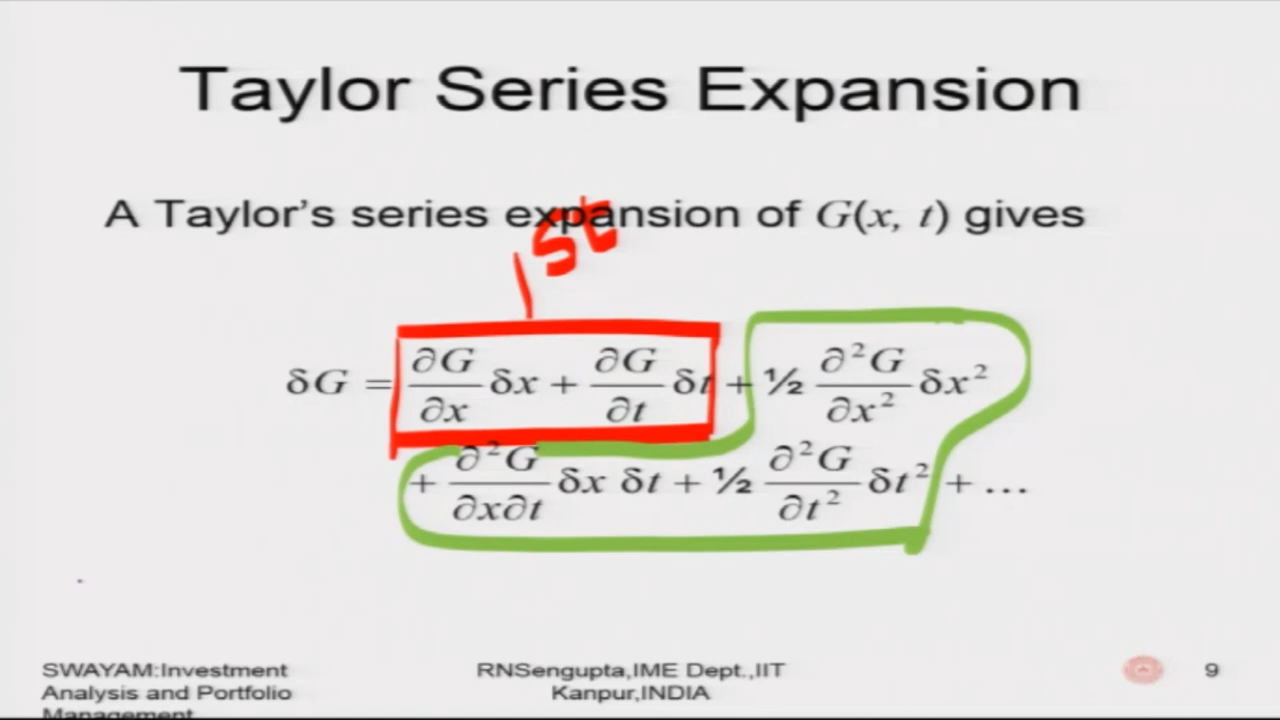 Taylor Series Expansion
A Taylor's series expansion of G(x, t) gives
1st
δG = ∂G/∂x δx + ∂G/∂t δt + ½ ∂²G/∂x² δx²
+ ∂²G/∂x∂t δx δt + ½ ∂²G/∂t² δt² + …
SWAYAM:Investment
Analysis and Portfolio
Management
RNSengupta,IME Dept.,IIT
Kanpur,INDIA
9